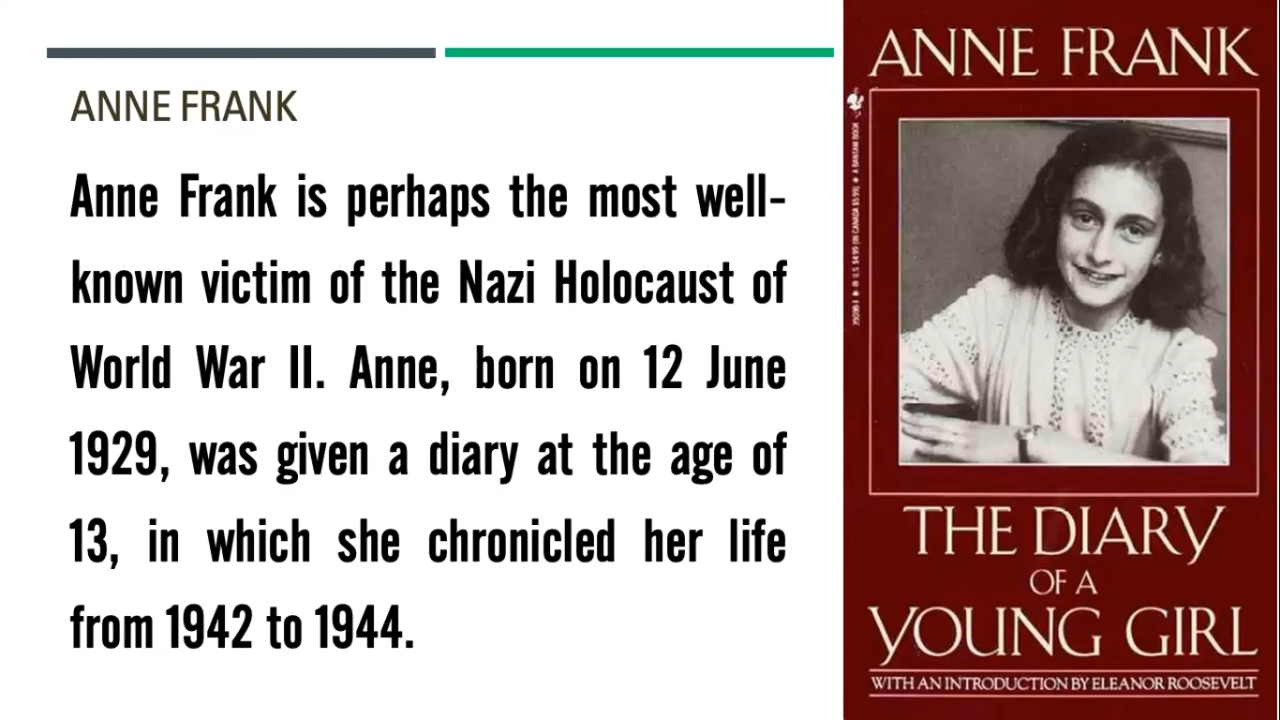 ANNE FRANK
Anne Frank is perhaps the most well-
known victim of the Nazi Holocaust of
World War II. Anne, born on 12 June
1929, was given a diary at the age of
13, in which she chronicled her life
from 1942 to 1944.
ANNE FRANK
A BANTAM BOOK
THE DIARY
OF A
YOUNG GIRL
WITH AN INTRODUCTION BY ELEANOR ROOSEVELT